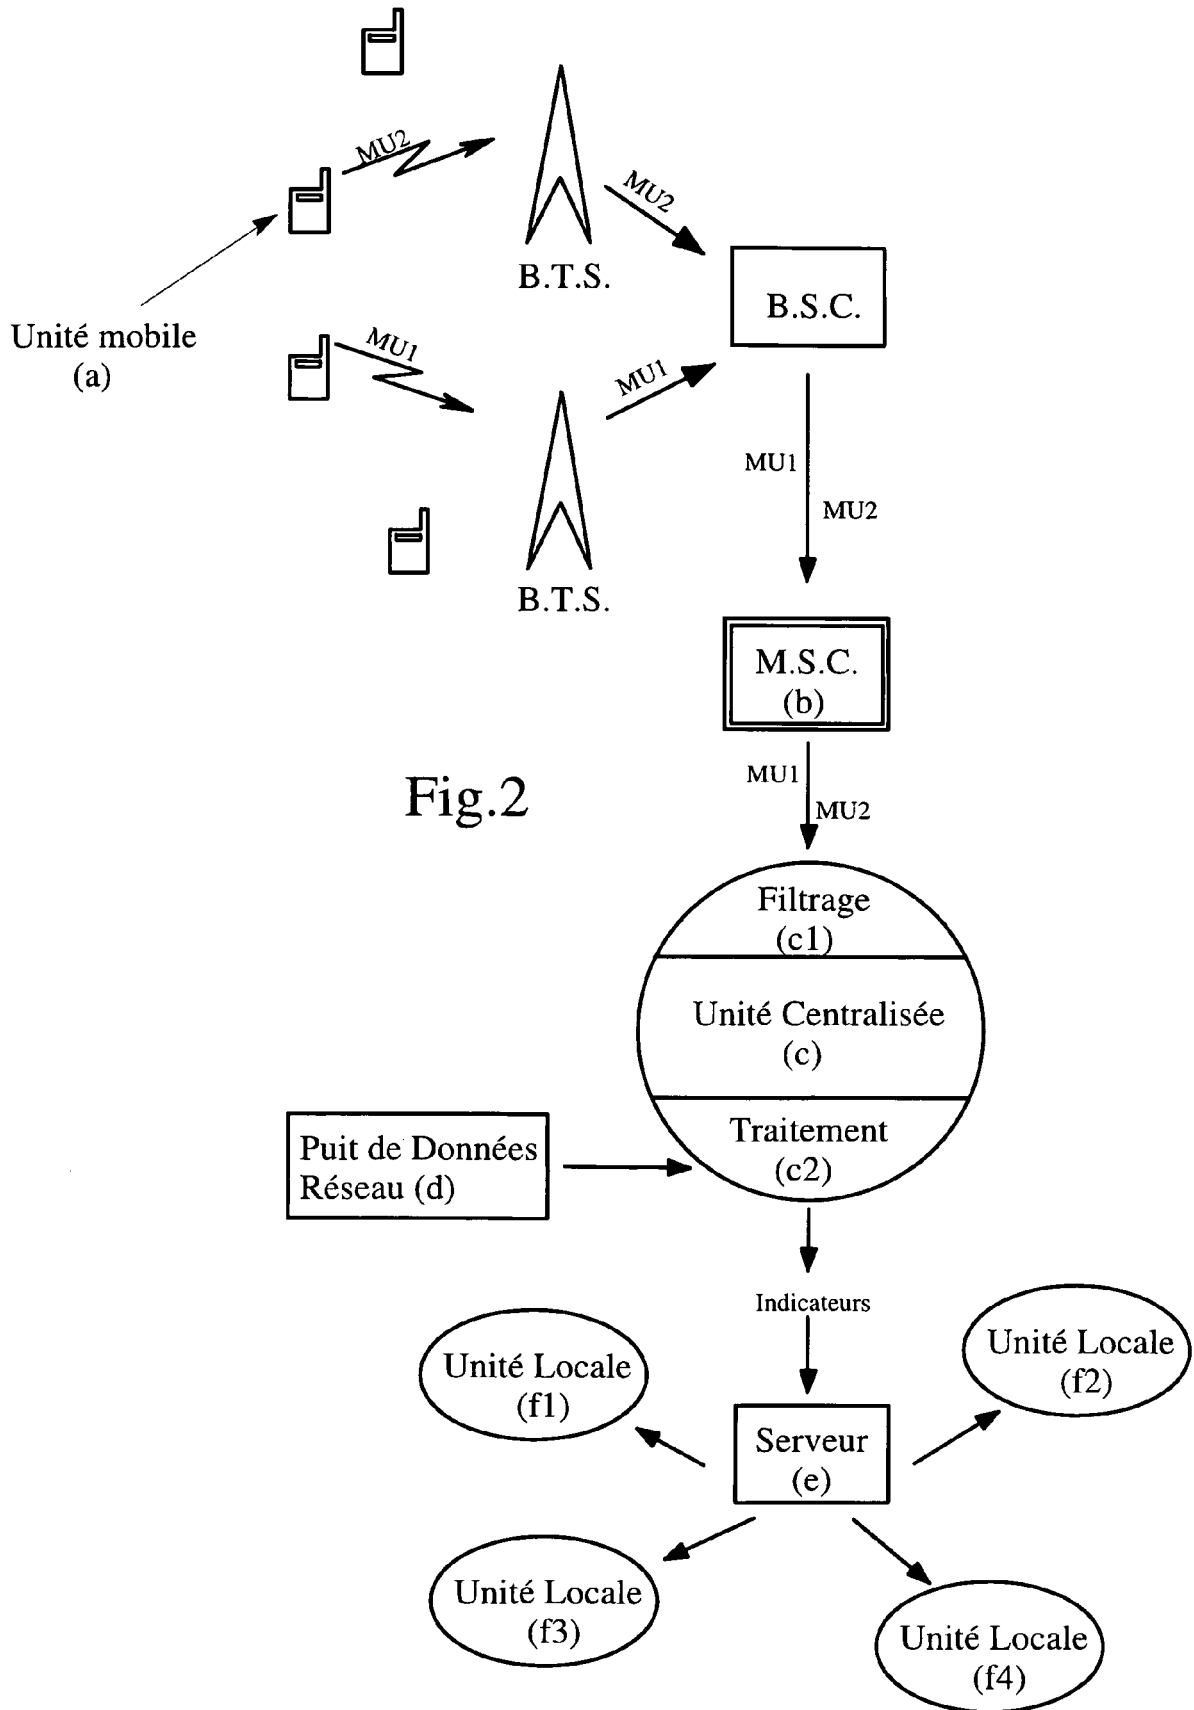 MU2
MU2
B.T.S.
B.S.C.
Unité mobile
(a)
MU1
MU1
MU1
MU2
B.T.S.
M.S.C.
(b)
MU1
Fig.2
MU2
Filtrage
(c1)
Unité Centralisée
(c)
Traitement
(c2)
Puit de Données
Réseau (d)
Indicateurs
Unité Locale
(f1)
Unité Locale
(f2)
Serveur
(e)
Unité Locale
(f3)
Unité Locale
(f4)